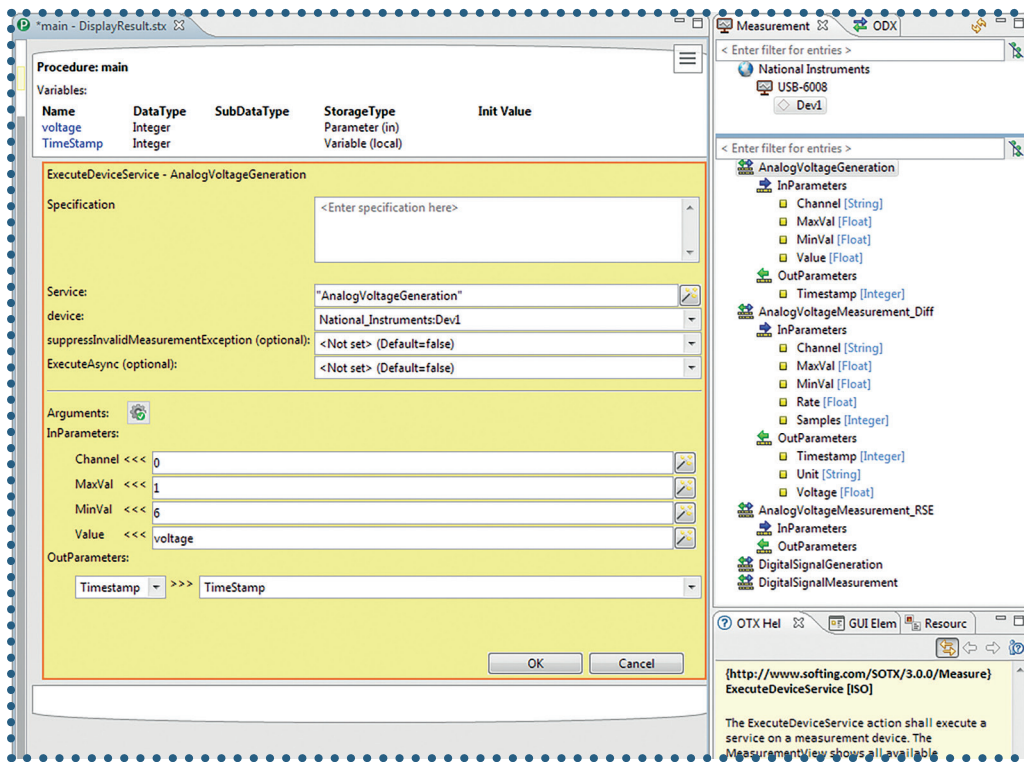 *main - DisplayResult.stx
Procedure: main
Variables:
Name DataType SubDataType StorageType Init Value
voltage Integer Parameter (in)
TimeStamp Integer Variable (local)
ExecuteDeviceService - AnalogVoltageGeneration
Specification
<Enter specification here>
Service: "AnalogVoltageGeneration"
device: National_Instruments:Dev1
suppressInvalidMeasurementException (optional): <Not set> (Default=false)
ExecuteAsync (optional): <Not set> (Default=false)
Arguments:
InParameters:
Channel <<< 0
MaxVal <<< 1
MinVal <<< 6
Value <<< voltage
OutParameters:
Timestamp >>> TimeStamp
OK Cancel
Measurement ODX
< Enter filter for entries >
National Instruments
USB-6008
Dev1
< Enter filter for entries >
AnalogVoltageGeneration
InParameters
Channel [String]
MaxVal [Float]
MinVal [Float]
Value [Float]
OutParameters
Timestamp [Integer]
AnalogVoltageMeasurement_Diff
InParameters
Channel [String]
MaxVal [Float]
MinVal [Float]
Rate [Float]
Samples [Integer]
OutParameters
Timestamp [Integer]
Unit [String]
Voltage [Float]
AnalogVoltageMeasurement_RSE
InParameters
OutParameters
DigitalSignalGeneration
DigitalSignalMeasurement
OTX Hel GUI Elem Resourc
{http://www.softing.com/SOTX/3.0.0/Measure}
ExecuteDeviceService [ISO]
The ExecuteDeviceService action shall execute a
service on a measurement device. The
MeasurementView shows all available